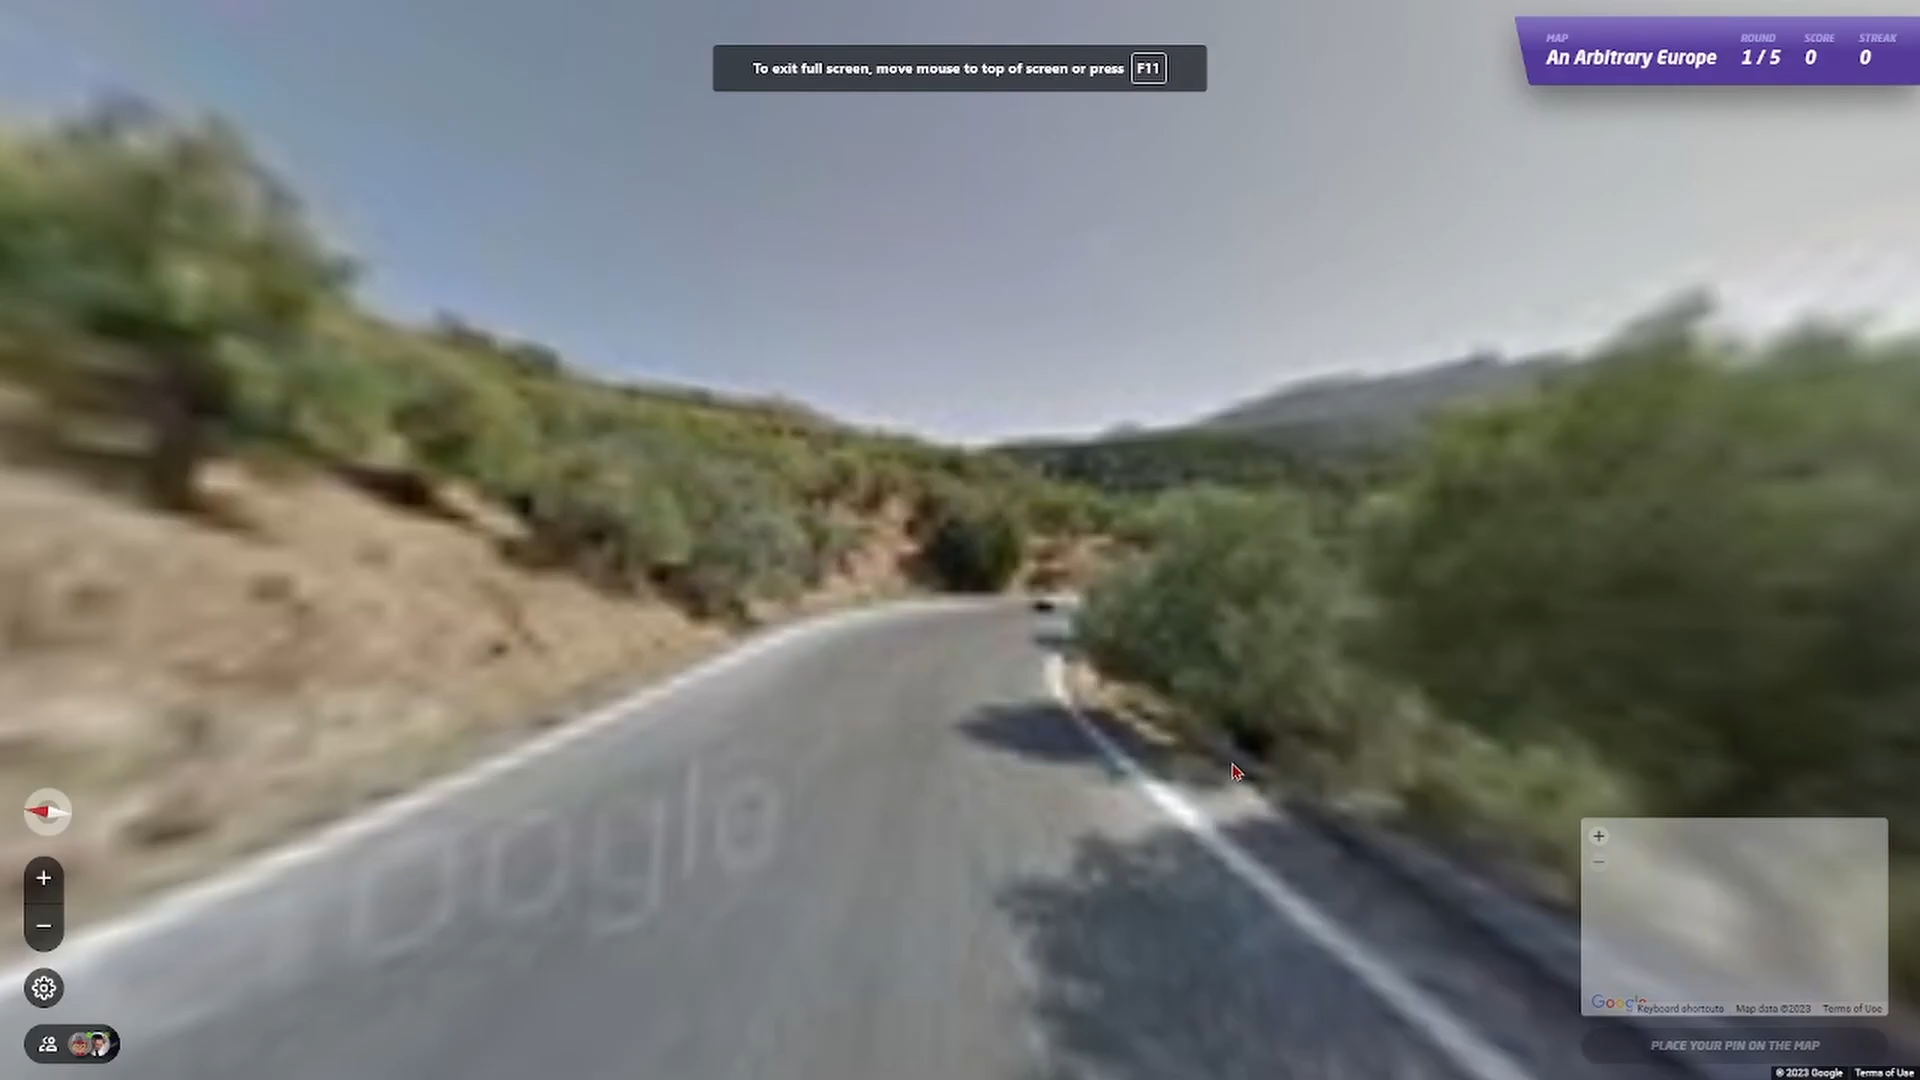 To exit full screen, move mouse to top of screen or press F11
MAP ROUND SCORE STREAK
An Arbitrary Europe 1 / 5 0 0
oogle
+
−
+
−
Google Keyboard shortcuts Map data ©2023 Terms of Use
PLACE YOUR PIN ON THE MAP
© 2023 Google Terms of Use